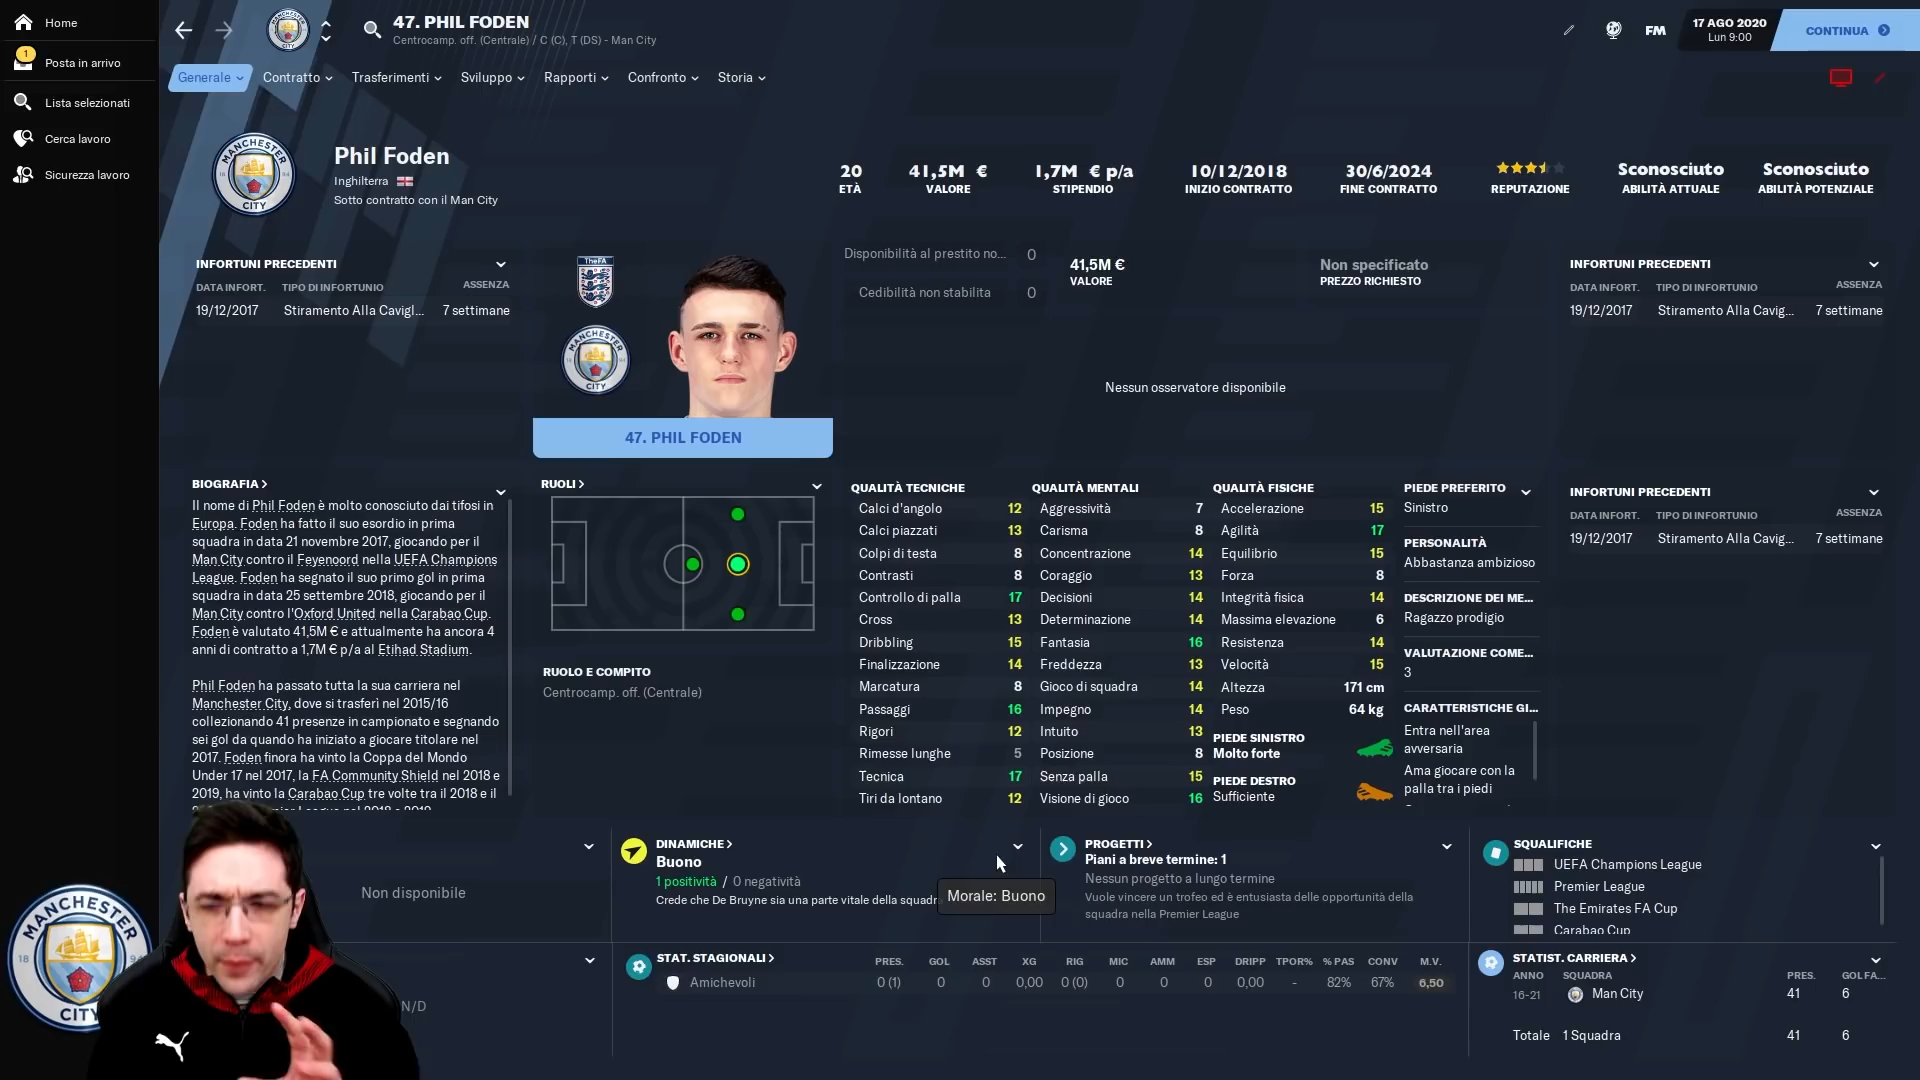 Home
1
Posta in arrivo
Lista selezionati
Cerca lavoro
Sicurezza lavoro
47. PHIL FODEN
Centrocamp. off. (Centrale) / C (C), T (DS) - Man City
FM
17 AGO 2020
Lun 9:00
CONTINUA
Generale
Contratto
Trasferimenti
Sviluppo
Rapporti
Confronto
Storia
MANCHESTER
18 94
CITY
Phil Foden
Inghilterra
Sotto contratto con il Man City
20
ETÀ
41,5M €
VALORE
1,7M € p/a
STIPENDIO
10/12/2018
INIZIO CONTRATTO
30/6/2024
FINE CONTRATTO
REPUTAZIONE
Sconosciuto
ABILITÀ ATTUALE
Sconosciuto
ABILITÀ POTENZIALE
INFORTUNI PRECEDENTI
DATA INFORT. TIPO DI INFORTUNIO ASSENZA
19/12/2017 Stiramento Alla Cavigl... 7 settimane
TheFA
MANCHESTER
CITY
47. PHIL FODEN
Disponibilità al prestito no... 0
Cedibilità non stabilita 0
41,5M €
VALORE
Non specificato
PREZZO RICHIESTO
Nessun osservatore disponibile
INFORTUNI PRECEDENTI
DATA INFORT. TIPO DI INFORTUNIO ASSENZA
19/12/2017 Stiramento Alla Cavig... 7 settimane
BIOGRAFIA
Il nome di Phil Foden è molto conosciuto dai tifosi in
Europa. Foden ha fatto il suo esordio in prima
squadra in data 21 novembre 2017, giocando per il
Man City contro il Feyenoord nella UEFA Champions
League. Foden ha segnato il suo primo gol in prima
squadra in data 25 settembre 2018, giocando per il
Man City contro l'Oxford United nella Carabao Cup.
Foden è valutato 41,5M € e attualmente ha ancora 4
anni di contratto a 1,7M € p/a al Etihad Stadium.
Phil Foden ha passato tutta la sua carriera nel
Manchester City, dove si trasferì nel 2015/16
collezionando 41 presenze in campionato e segnando
sei gol da quando ha iniziato a giocare titolare nel
2017. Foden finora ha vinto la Coppa del Mondo
Under 17 nel 2017, la FA Community Shield nel 2018 e
2019, ha vinto la Carabao Cup tre volte tra il 2018 e il
RUOLI
RUOLO E COMPITO
Centrocamp. off. (Centrale)
QUALITÀ TECNICHE
Calci d'angolo 12
Calci piazzati 13
Colpi di testa 8
Contrasti 8
Controllo di palla 17
Cross 13
Dribbling 15
Finalizzazione 14
Marcatura 8
Passaggi 16
Rigori 12
Rimesse lunghe 5
Tecnica 17
Tiri da lontano 12
QUALITÀ MENTALI
Aggressività 7
Carisma 8
Concentrazione 14
Coraggio 13
Decisioni 14
Determinazione 14
Fantasia 16
Freddezza 13
Gioco di squadra 14
Impegno 14
Intuito 13
Posizione 8
Senza palla 15
Visione di gioco 16
QUALITÀ FISICHE
Accelerazione 15
Agilità 17
Equilibrio 15
Forza 8
Integrità fisica 14
Massima elevazione 6
Resistenza 14
Velocità 15
Altezza 171 cm
Peso 64 kg
PIEDE SINISTRO
Molto forte
PIEDE DESTRO
Sufficiente
PIEDE PREFERITO
Sinistro
PERSONALITÀ
Abbastanza ambizioso
DESCRIZIONE DEI ME...
Ragazzo prodigio
VALUTAZIONE COME...
3
CARATTERISTICHE GI...
Entra nell'area
avversaria
Ama giocare con la
palla tra i piedi
INFORTUNI PRECEDENTI
DATA INFORT. TIPO DI INFORTUNIO ASSENZA
19/12/2017 Stiramento Alla Cavig... 7 settimane
Non disponibile
DINAMICHE
Buono
1 positività / 0 negatività
Crede che De Bruyne sia una parte vitale della squadra
Morale: Buono
PROGETTI
Piani a breve termine: 1
Nessun progetto a lungo termine
Vuole vincere un trofeo ed è entusiasta delle opportunità della
squadra nella Premier League
SQUALIFICHE
UEFA Champions League
Premier League
The Emirates FA Cup
Carabao Cup
MANCHESTER
18 94
CITY
N/D
STAT. STAGIONALI PRES. GOL ASST XG RIG MIC AMM ESP DRIPP TPOR% % PAS CONV M.V.
Amichevoli 0 (1) 0 0 0,00 0 (0) 0 0 0 0,00 - 82% 67% 6,50
STATIST. CARRIERA
ANNO SQUADRA PRES. GOL FA...
16-21 Man City 41 6
Totale 1 Squadra 41 6